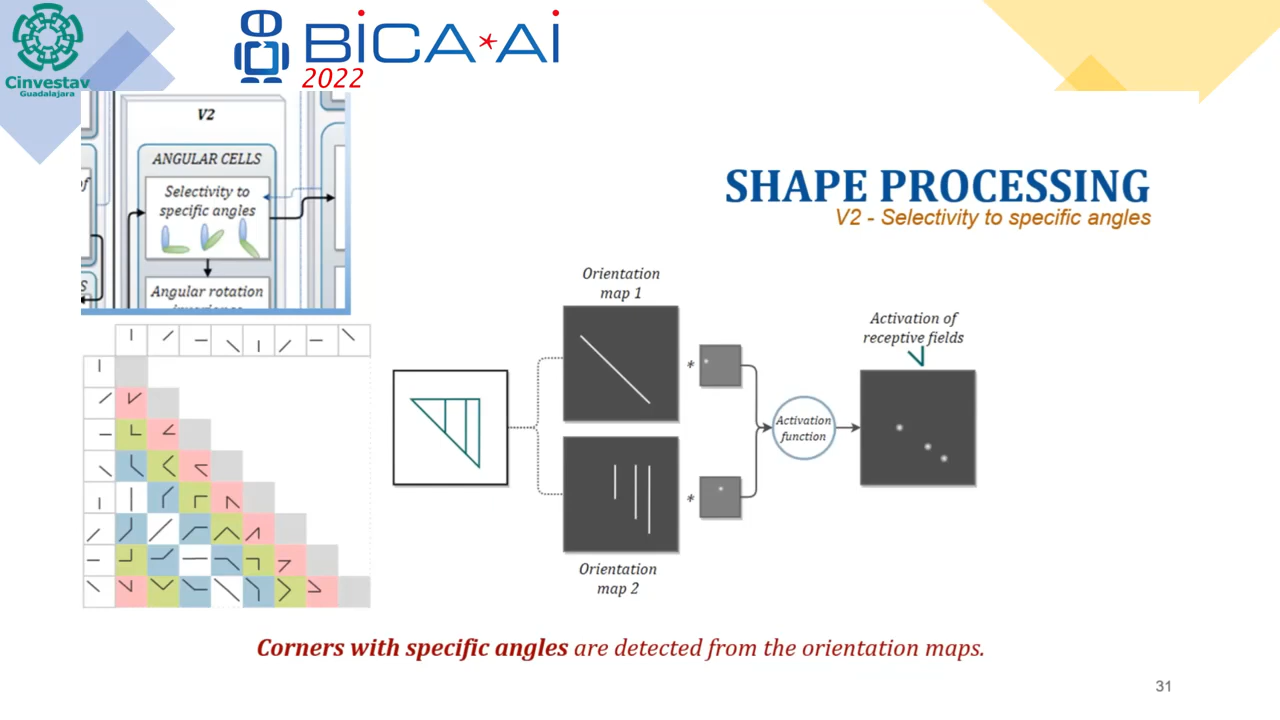 Cinvestav
Guadalajara
BiCA*Ai
2022
V2
ANGULAR CELLS
Selectivity to
specific angles
Angular rotation
SHAPE PROCESSING
V2 - Selectivity to specific angles
Orientation
map 1
*
*
Orientation
map 2
Activation
function
Activation of
receptive fields
Corners with specific angles are detected from the orientation maps.
31